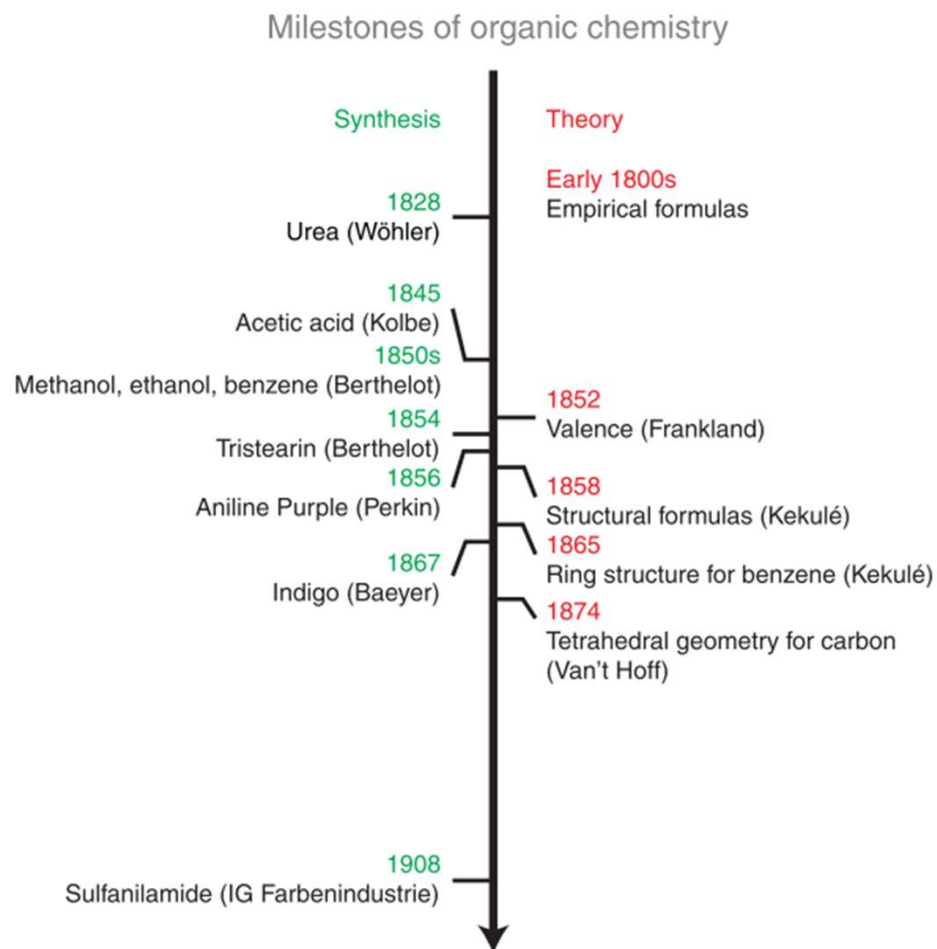 Milestones of organic chemistry
Synthesis
Theory
Early 1800s
Empirical formulas
1828
Urea (Wöhler)
1845
Acetic acid (Kolbe)
1850s
Methanol, ethanol, benzene (Berthelot)
1852
Valence (Frankland)
1854
Tristearin (Berthelot)
1856
Aniline Purple (Perkin)
1858
Structural formulas (Kekulé)
1865
Ring structure for benzene (Kekulé)
1867
Indigo (Baeyer)
1874
Tetrahedral geometry for carbon
(Van't Hoff)
1908
Sulfanilamide (IG Farbenindustrie)